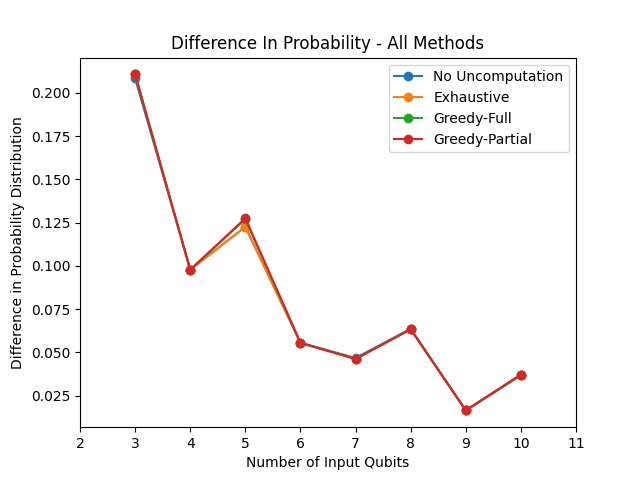 Difference In Probability - All Methods
No Uncomputation
Exhaustive
Greedy-Full
Greedy-Partial
Difference in Probability Distribution
0.200
0.175
0.150
0.125
0.100
0.075
0.050
0.025
2 3 4 5 6 7 8 9 10 11
Number of Input Qubits